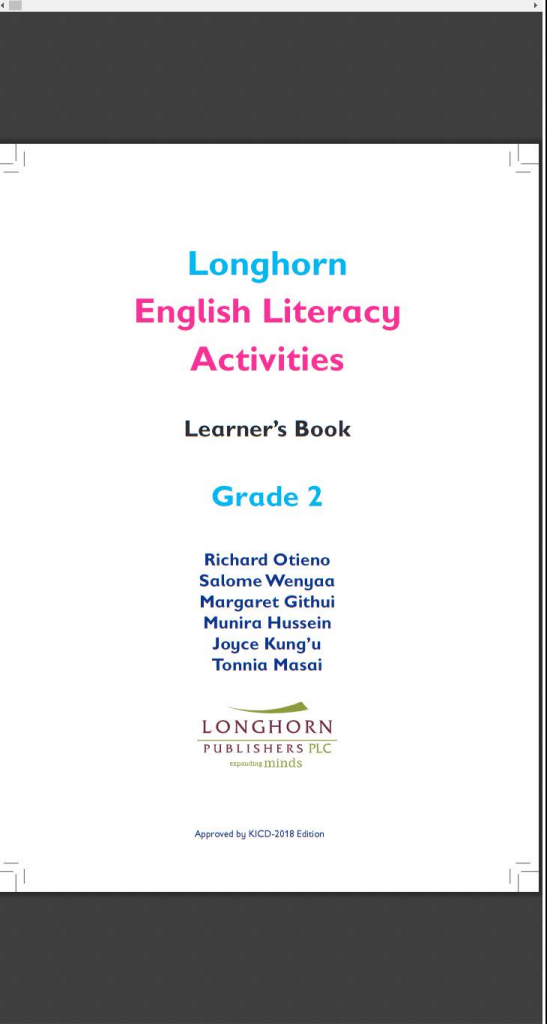 Longhorn
English Literacy
Activities
Learner's Book
Grade 2
Richard Otieno
Salome Wenyaa
Margaret Githui
Munira Hussein
Joyce Kung'u
Tonnia Masai
LONGHORN
PUBLISHERS PLC
expanding minds
Approved by KICD-2018 Edition